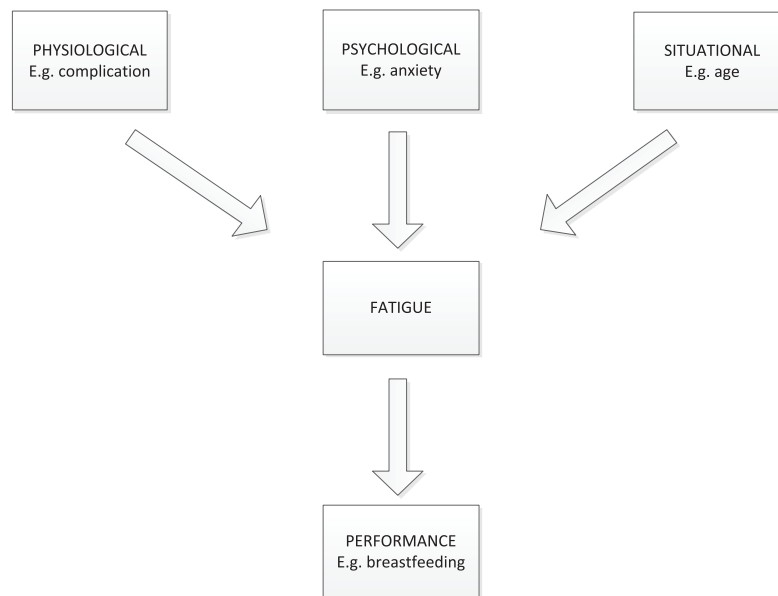 PHYSIOLOGICAL
E.g. complication
PSYCHOLOGICAL
E.g. anxiety
SITUATIONAL
E.g. age
FATIGUE
PERFORMANCE
E.g. breastfeeding